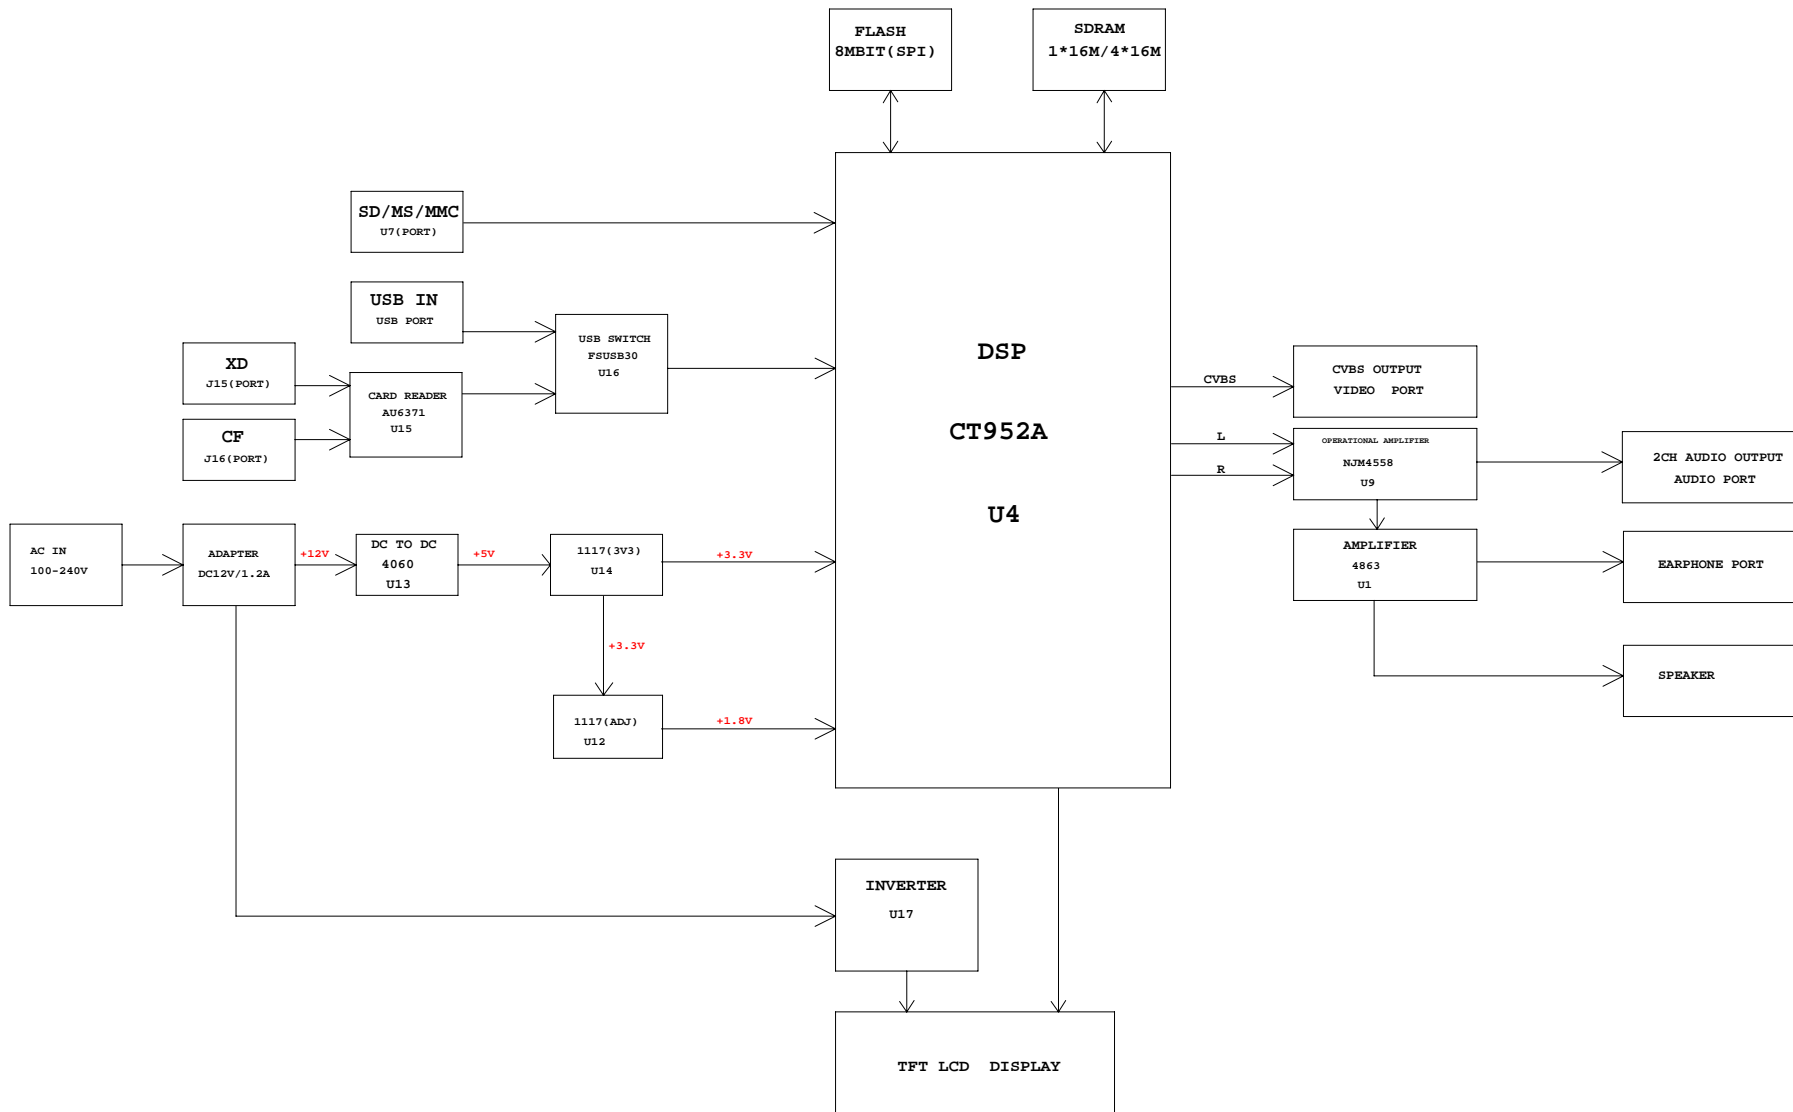 FLASH
8MBIT(SPI)
SDRAM
1*16M/4*16M
SD/MS/MMC
U7(PORT)
USB IN
USB PORT
USB SWITCH
FSUSB30
U16
XD
J15(PORT)
CARD READER
AU6371
U15
CF
J16(PORT)
DSP
CT952A
U4
CVBS
CVBS OUTPUT
VIDEO PORT
L
R
OPERATIONAL AMPLIFIER
NJM4558
U9
2CH AUDIO OUTPUT
AUDIO PORT
AC IN
100-240V
ADAPTER
DC12V/1.2A
+12V
DC TO DC
4060
U13
+5V
1117(3V3)
U14
+3.3V
AMPLIFIER
4863
U1
EARPHONE PORT
+3.3V
SPEAKER
1117(ADJ)
U12
+1.8V
INVERTER
U17
TFT LCD DISPLAY